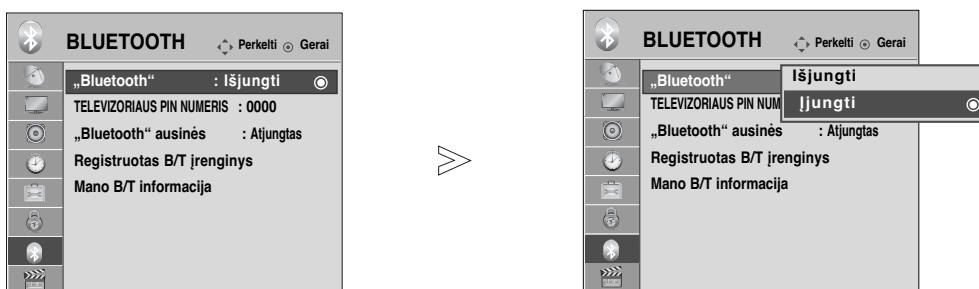 BLUETOOTH Perkelti Gerai
„Bluetooth“ : Išjungti
TELEVIZORIAUS PIN NUMERIS : 0000
„Bluetooth“ ausinės : Atjungtas
Registruotas B/T įrenginys
Mano B/T informacija
BLUETOOTH Perkelti Gerai
„Bluetooth“ Išjungti
TELEVIZORIAUS PIN NUM Įjungti
„Bluetooth“ ausinės : Atjungtas
Registruotas B/T įrenginys
Mano B/T informacija